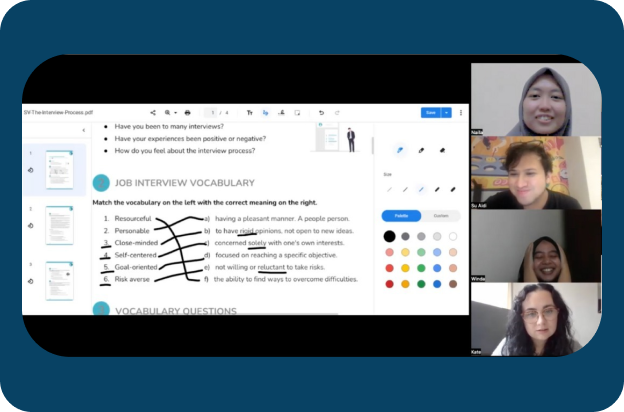 SV-The-Interview-Process.pdf
1 / 4
Save
Have you been to many interviews?
Have your experiences been positive or negative?
How do you feel about the interview process?
JOB INTERVIEW VOCABULARY
Match the vocabulary on the left with the correct meaning on the right.
1. Resourceful a) having a pleasant manner. A people person.
2. Personable b) to have rigid opinions, not open to new ideas.
3. Close-minded c) concerned solely with one's own interests.
4. Self-centered d) focused on reaching a specific objective.
5. Goal-oriented e) not willing or reluctant to take risks.
6. Risk averse f) the ability to find ways to overcome difficulties.
VOCABULARY QUESTIONS
1
2
3
Size
Palette Custom
Naila
Su Aidi
Winda
Kate